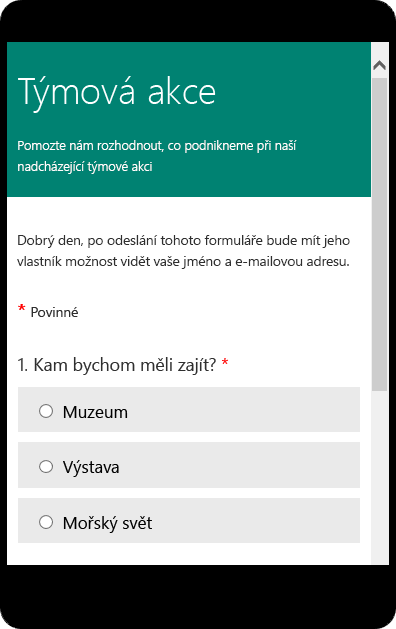 Týmová akce
Pomozte nám rozhodnout, co podnikneme při naší
nadcházející týmové akci
Dobrý den, po odeslání tohoto formuláře bude mít jeho
vlastník možnost vidět vaše jméno a e-mailovou adresu.
* Povinné
1. Kam bychom měli zajít? *
Muzeum
Výstava
Mořský svět